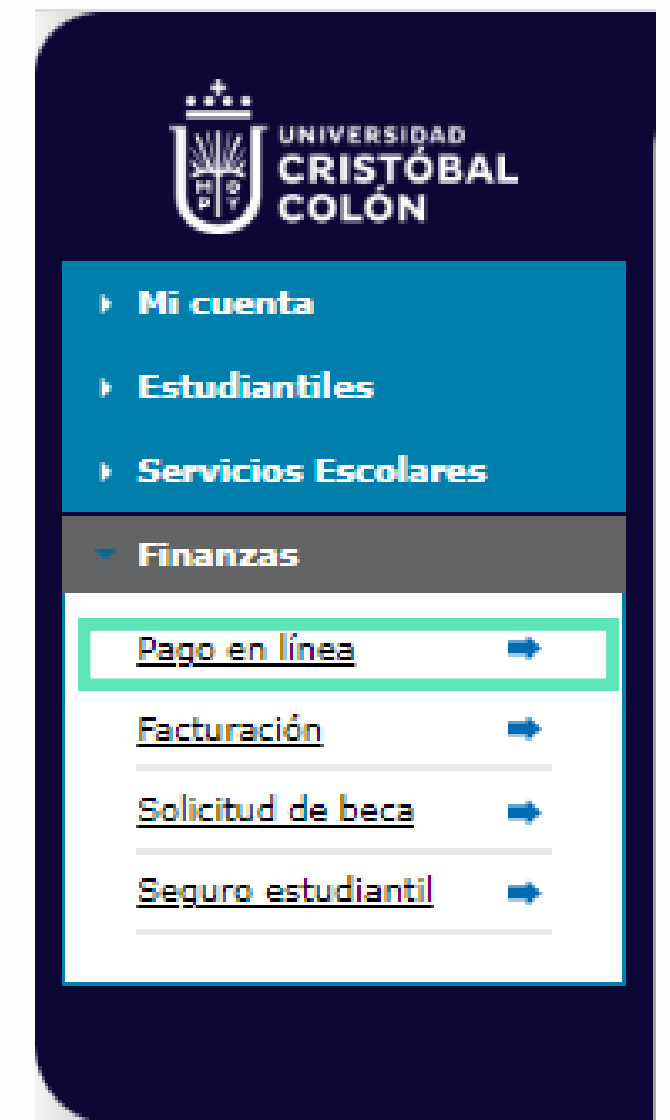 UNIVERSIDAD
CRISTÓBAL
COLÓN
Mi cuenta
Estudiantiles
Servicios Escolares
Finanzas
Pago en línea
Facturación
Solicitud de beca
Seguro estudiantil